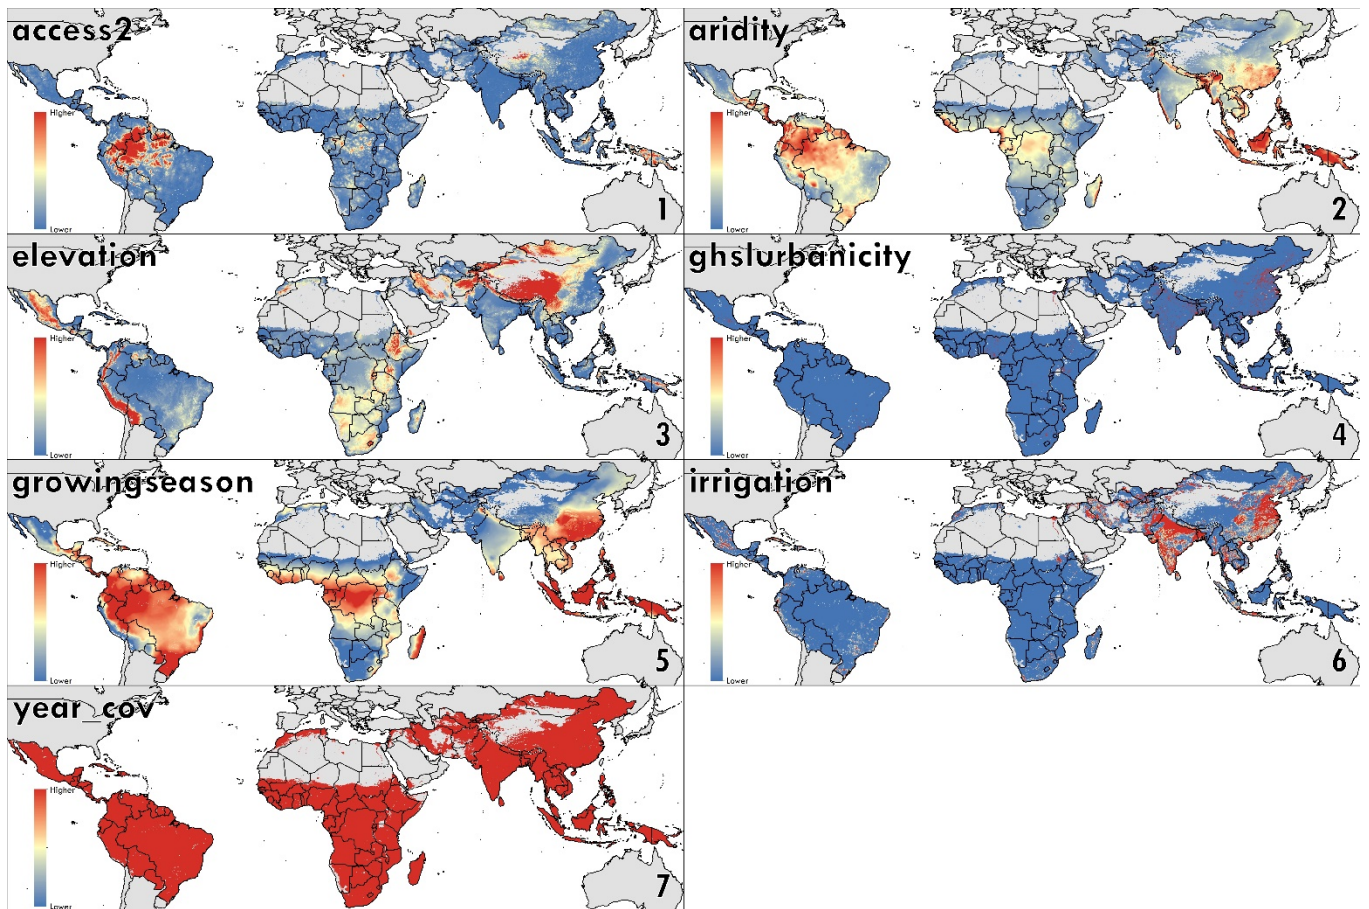 access2
Higher
Lower
1
aridity
Higher
Lower
2
elevation
Higher
Lower
3
ghslurbanicity
Higher
Lower
4
growingseason
Higher
Lower
5
irrigation
Higher
Lower
6
year_cov
Higher
Lower
7